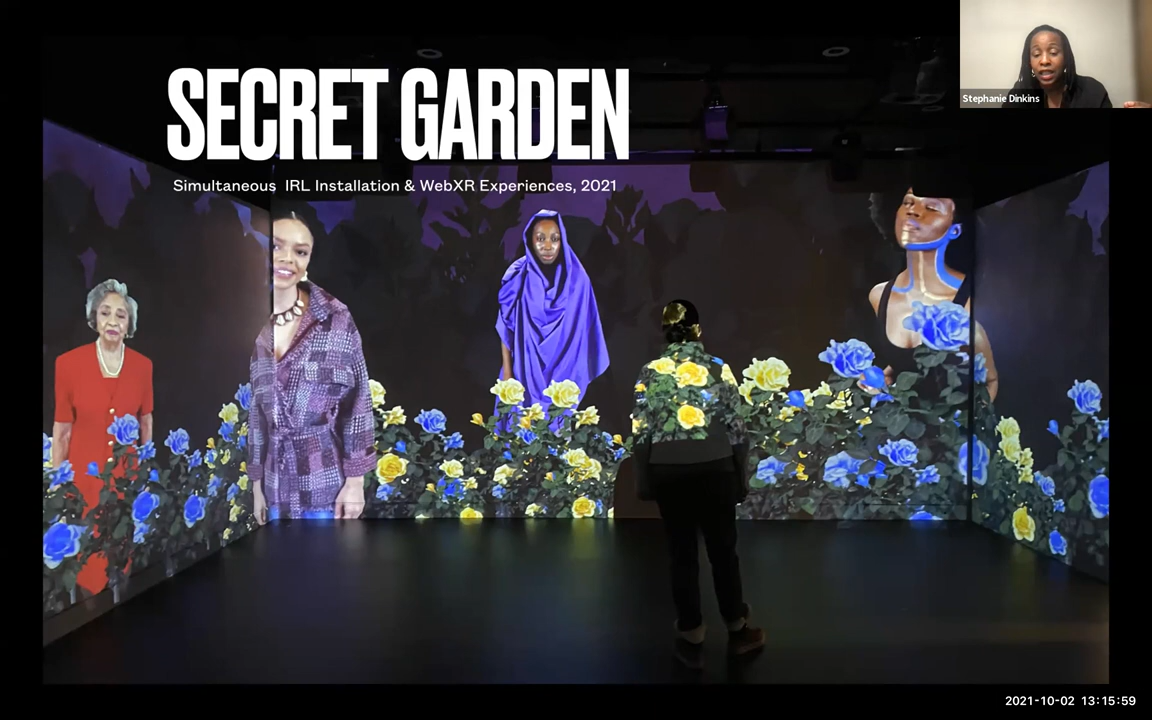 SECRET GARDEN
Simultaneous IRL Installation & WebXR Experiences, 2021
Stephanie Dinkins
2021-10-02 13:15:59